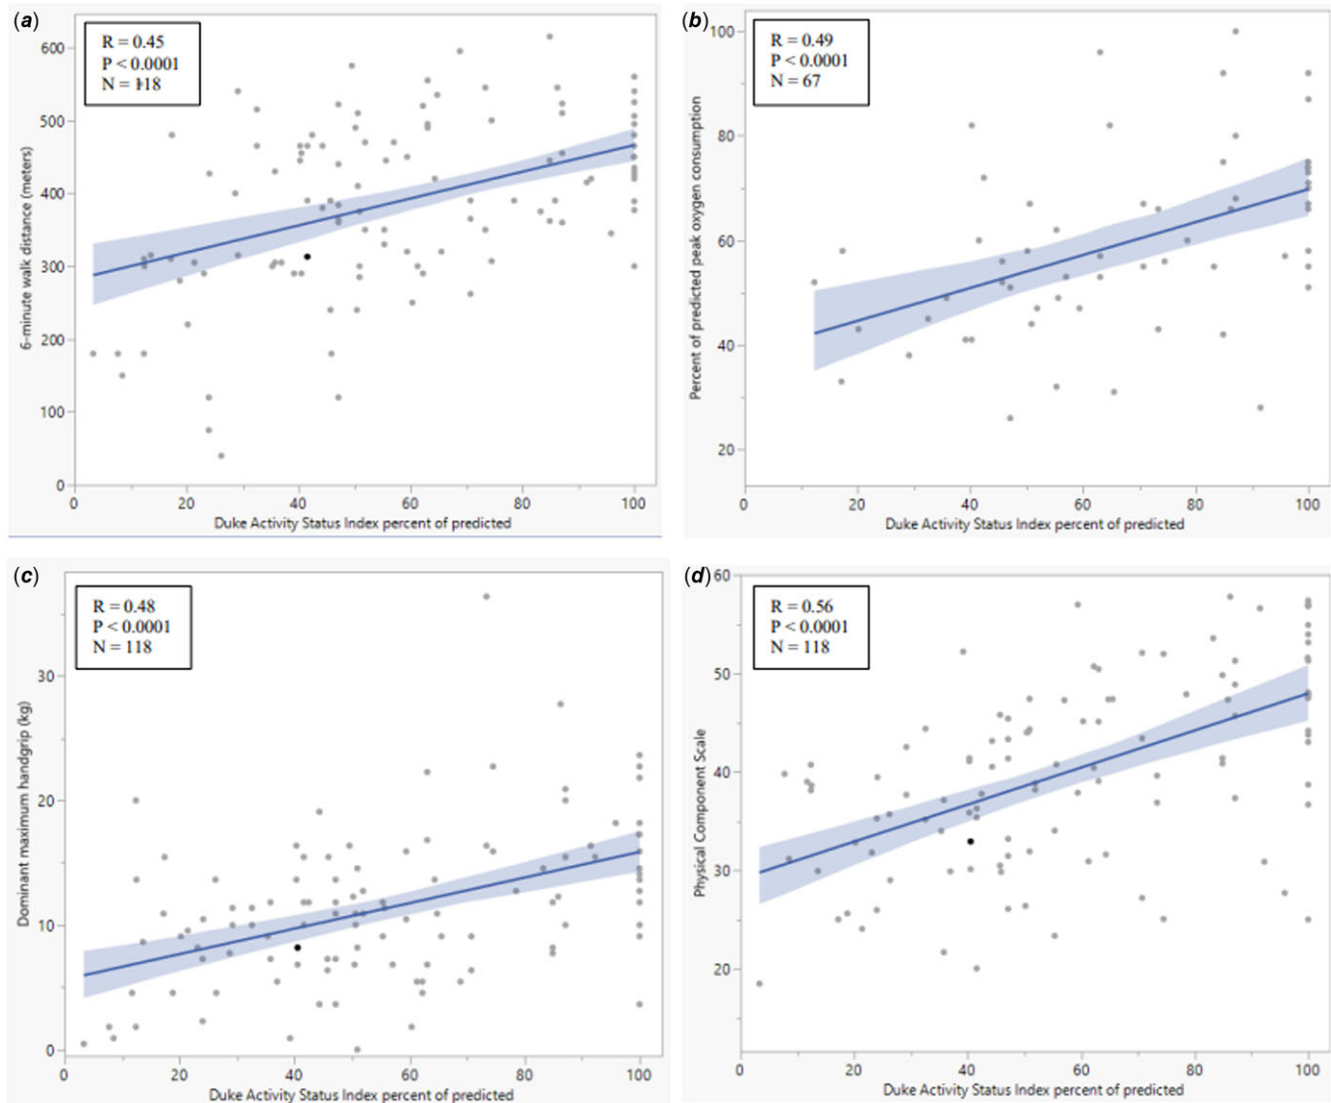 (a)
R = 0.45
P < 0.0001
N = 118
600
500
400
300
200
100
0
6-minute walk distance (meters)
0 20 40 60 80 100
Duke Activity Status Index percent of predicted
(b)
R = 0.49
P < 0.0001
N = 67
100
80
60
40
20
Percent of predicted peak oxygen consumption
0 20 40 60 80 100
Duke Activity Status Index percent of predicted
(c)
R = 0.48
P < 0.0001
N = 118
30
20
10
0
Dominant maximum handgrip (kg)
0 20 40 60 80 100
Duke Activity Status Index percent of predicted
(d)
R = 0.56
P < 0.0001
N = 118
60
50
40
30
20
Physical Component Scale
0 20 40 60 80 100
Duke Activity Status Index percent of predicted